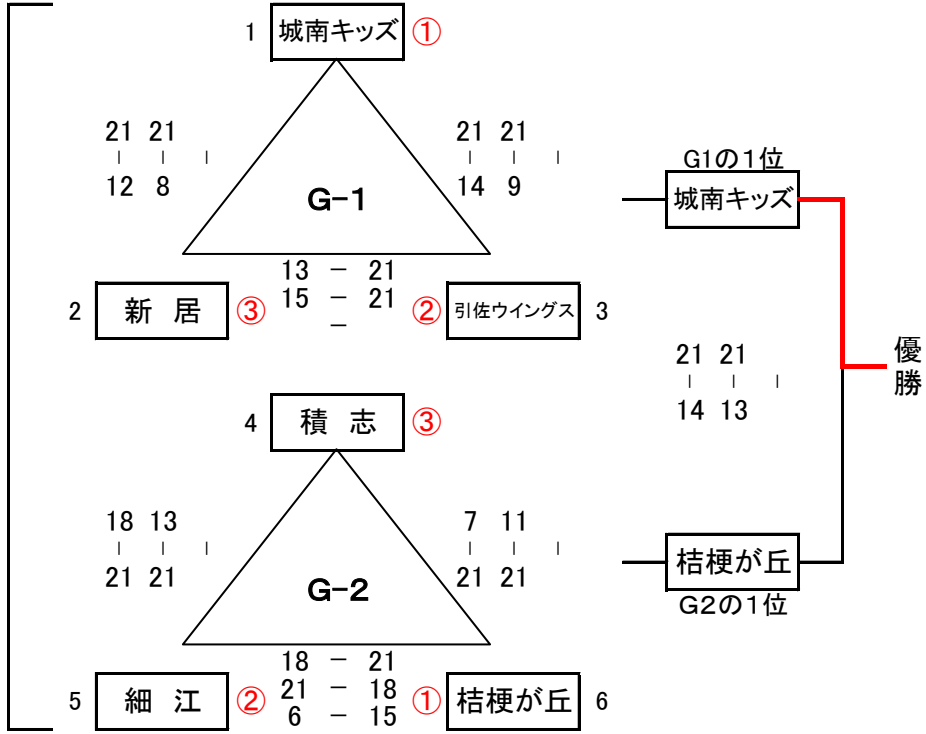 1 城南キッズ ①
21 21
| | |
12 8
21 21
| | |
14 9
G-1
13 - 21
15 - 21
-
2 新 居 ③
② 引佐ウイングス 3
4 積 志 ③
18 13
| | |
21 21
7 11
| | |
21 21
G-2
18 - 21
21 - 18
6 - 15
5 細 江 ②
① 桔梗が丘 6
G1の1位
城南キッズ
21 21
| | |
14 13
優
勝
桔梗が丘
G2の1位